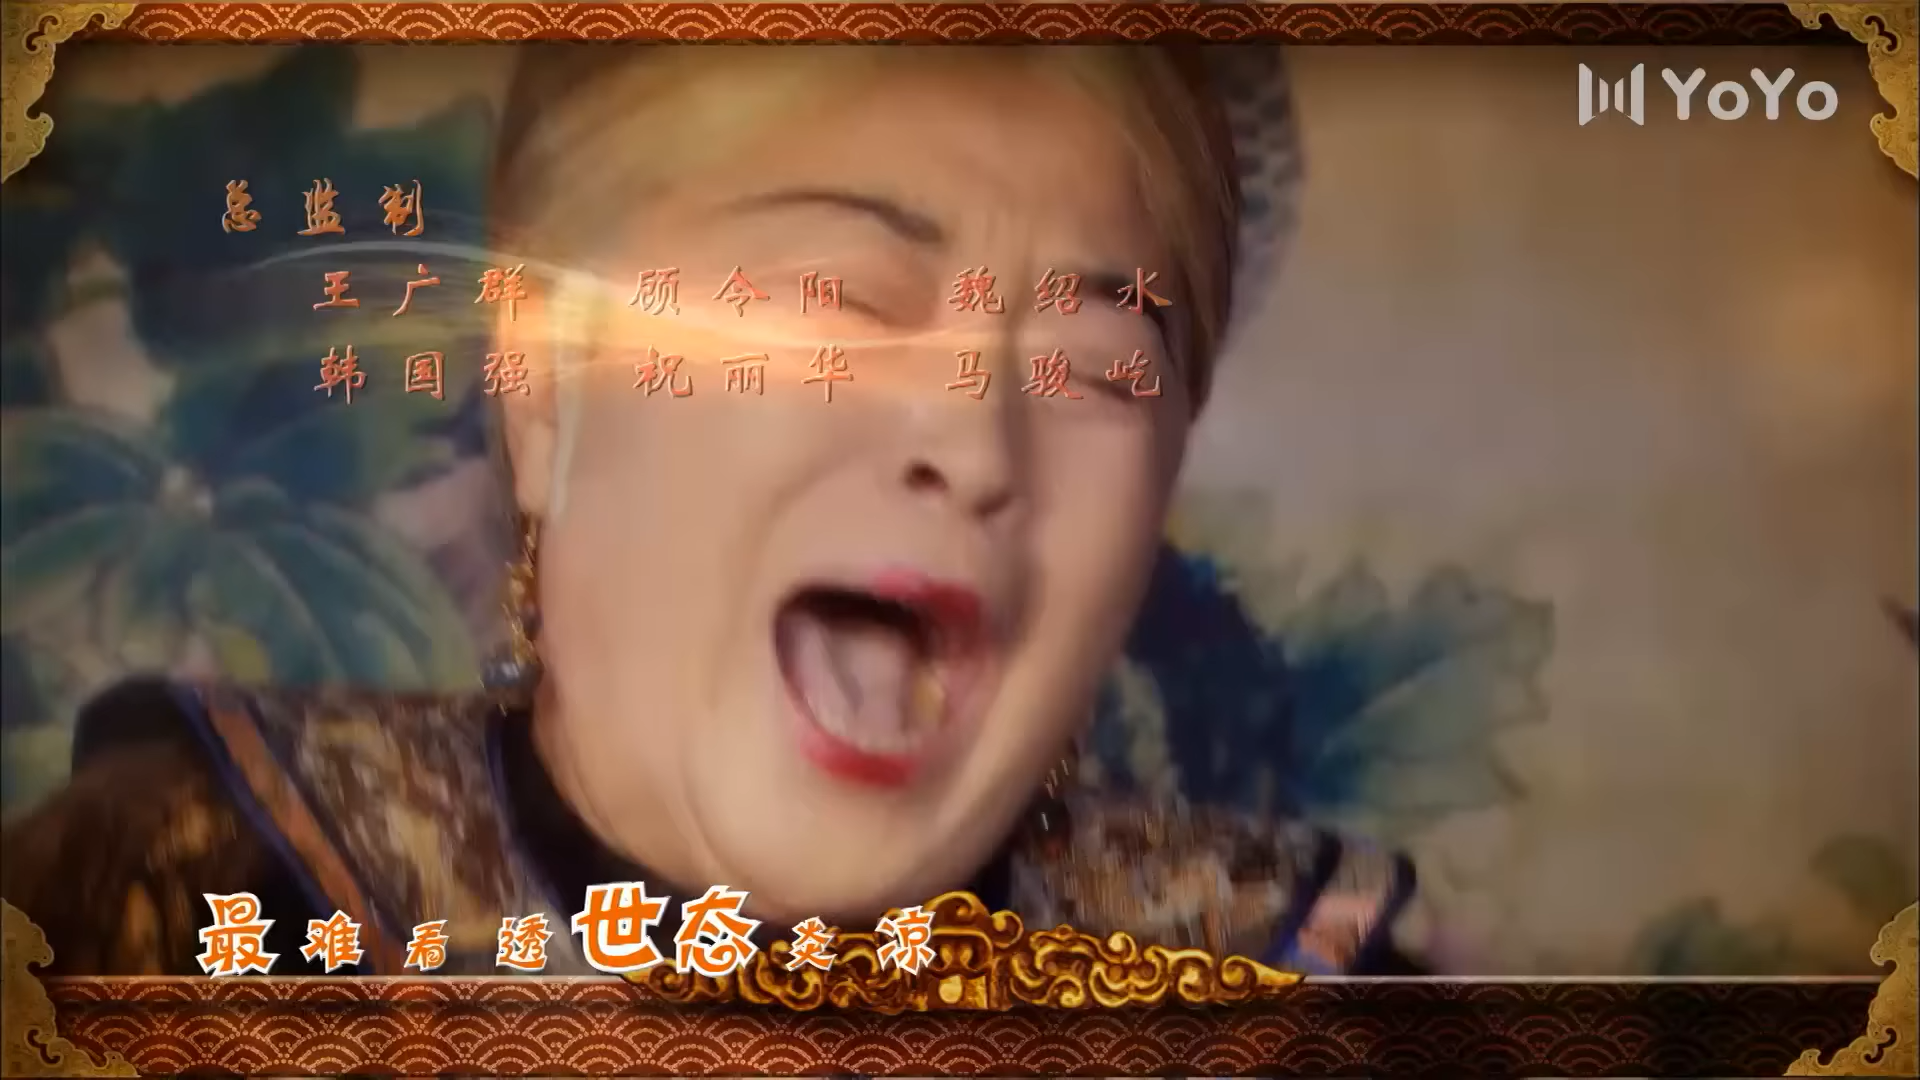 YoYo
总监制
王广群 顾令阳 魏绍水
韩国强 祝丽华 马骏屹
最难看透世态炎凉